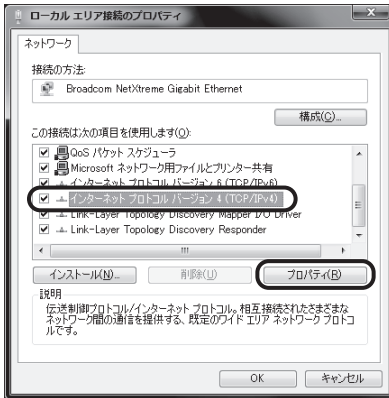 ローカル エリア接続のプロパティ
ネットワーク
接続の方法:
Broadcom NetXtreme Gigabit Ethernet
構成(C)...
この接続は次の項目を使用します(O):
QoS パケット スケジューラ
Microsoft ネットワーク用ファイルとプリンター共有
インターネット プロトコル バージョン 6 (TCP/IPv6)
インターネット プロトコル バージョン 4 (TCP/IPv4)
Link-Layer Topology Discovery Mapper I/O Driver
Link-Layer Topology Discovery Responder
インストール(N)...
削除(U)
プロパティ(R)
説明
伝送制御プロトコル/インターネット プロトコル。相互接続されたさまざまな
ネットワーク間の通信を提供する、既定のワイド エリア ネットワーク プロトコ
ルです。
OK
キャンセル